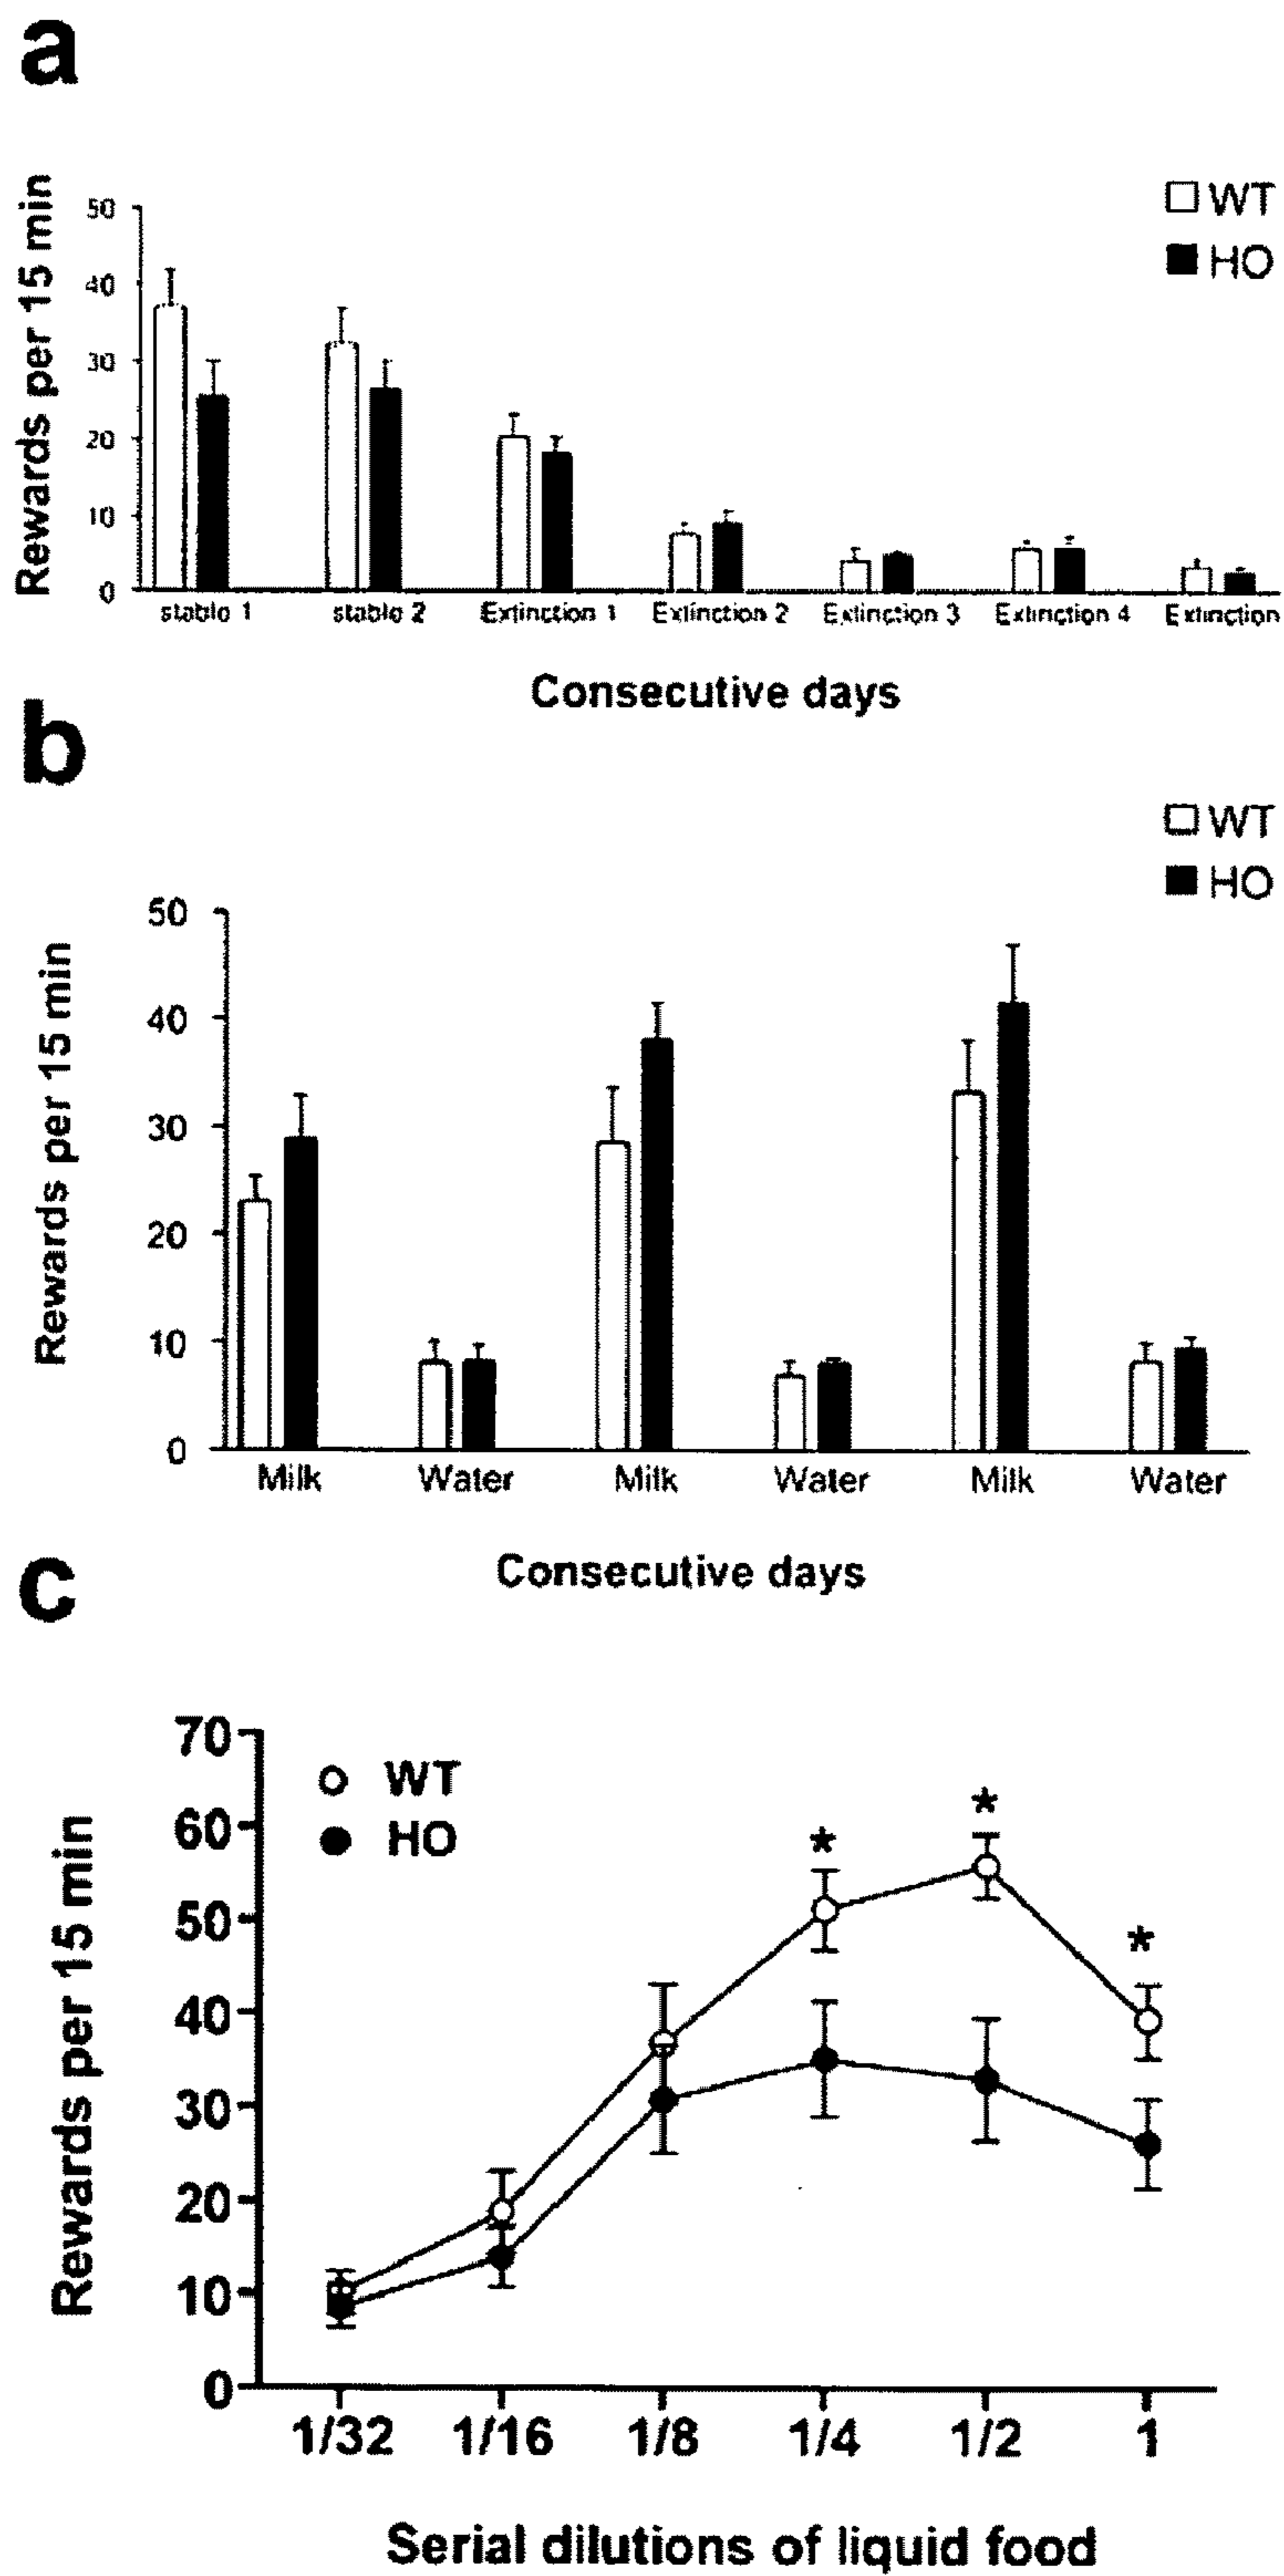 a
Rewards per 15 min
50
40
30
20
10
0
WT
HO
stable 1 stable 2 Extinction 1 Extinction 2 Extinction 3 Extinction 4 Extinction
Consecutive days
b
Rewards per 15 min
50
40
30
20
10
0
WT
HO
Milk Water Milk Water Milk Water
Consecutive days
c
Rewards per 15 min
70
60
50
40
30
20
10
0
WT
HO
* * *
1/32 1/16 1/8 1/4 1/2 1
Serial dilutions of liquid food